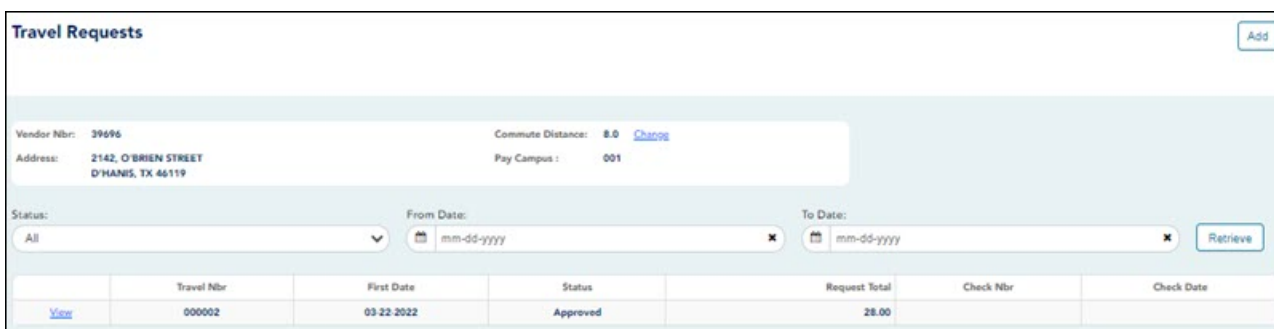 Travel Requests
Add
Vendor Nbr: 39696 Commute Distance: 8.0 Change
Address: 2142, O'BRIEN STREET Pay Campus : 001
D'HANIS, TX 46119
Status: From Date: To Date:
All mm-dd-yyyy mm-dd-yyyy Retrieve
Travel Nbr First Date Status Request Total Check Nbr Check Date
View 000002 03-22-2022 Approved 28.00